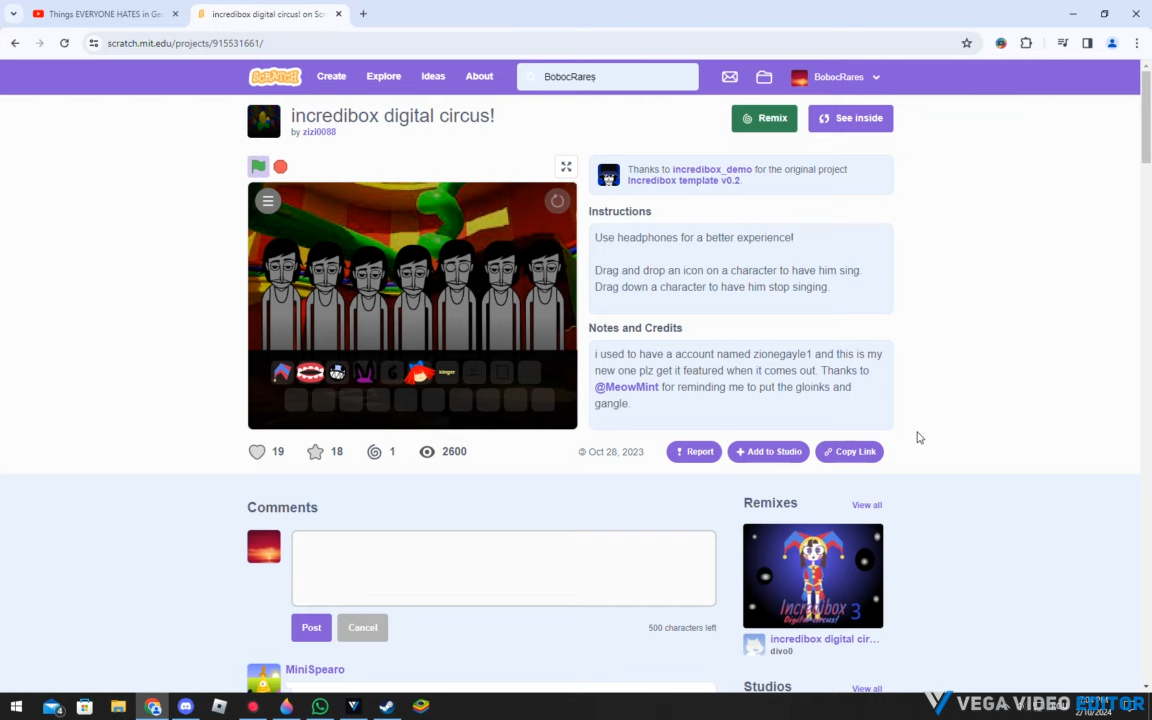 Things EVERYONE HATES in Ge
incredibox digital circus! on Scr
scratch.mit.edu/projects/915531661/
SCRATCH
Create
Explore
Ideas
About
BobocRareș
BobocRares
incredibox digital circus!
by zizi0088
Remix
See inside
Thanks to incredibox_demo for the original project
Incredibox template v0.2.
Instructions
Use headphones for a better experience!
Drag and drop an icon on a character to have him sing.
Drag down a character to have him stop singing.
Notes and Credits
i used to have a account named zionegayle1 and this is my
new one plz get it featured when it comes out. Thanks to
@MeowMint for reminding me to put the gloinks and
gangle.
kinger
19
18
1
2600
© Oct 28, 2023
Report
Add to Studio
Copy Link
Comments
Remixes
View all
Post
Cancel
500 characters left
Incredibox 3
Digital circus!
incredibox digital cir...
divo0
MiniSpearo
Studios
View all
4
2/10/2024
VEGA VIDEO EDITOR